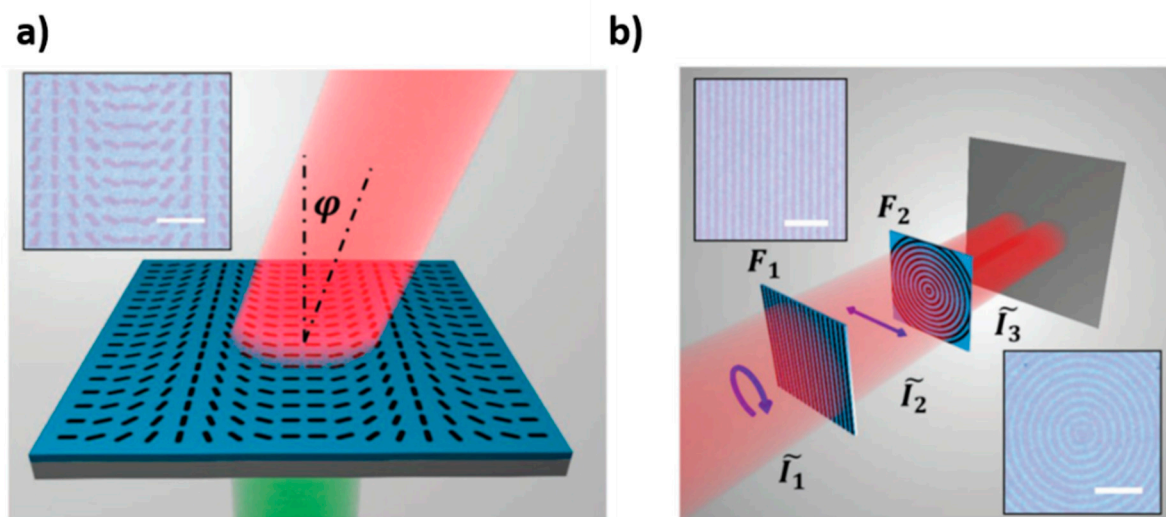 a)
b)
φ
F₁
F₂
Ĩ₁
Ĩ₂
Ĩ₃